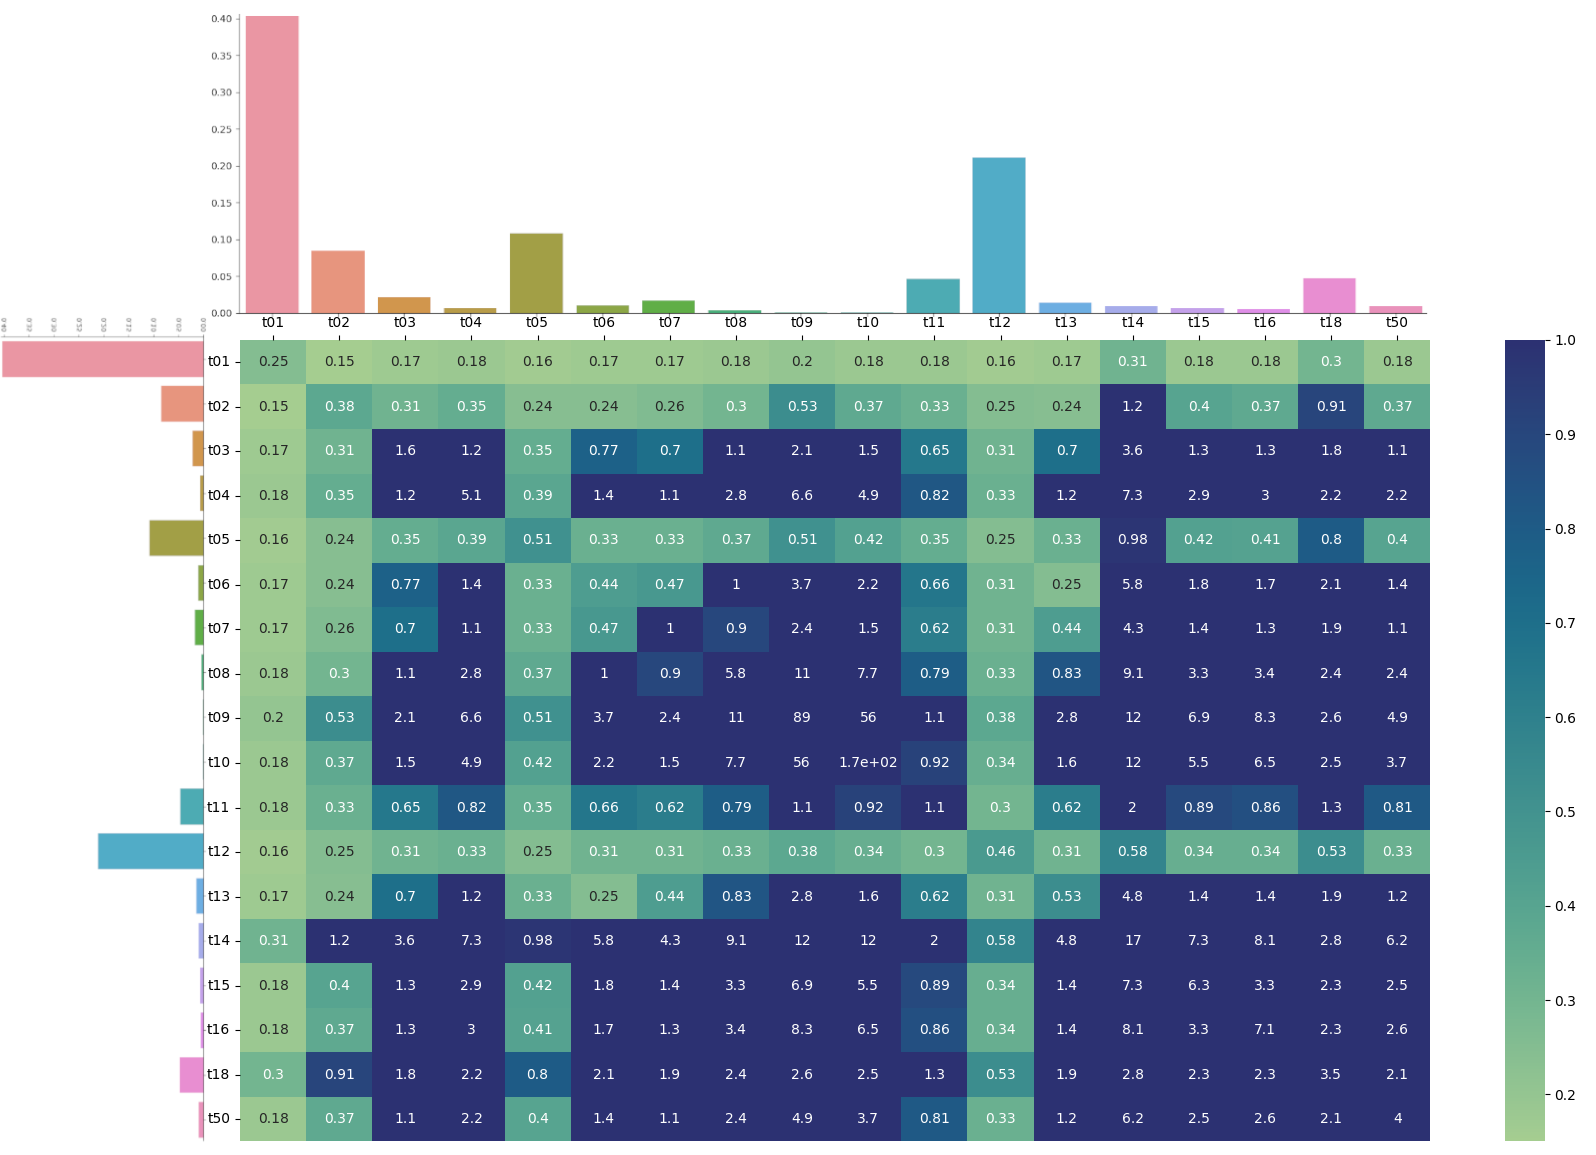 0.40
0.35
0.30
0.25
0.20
0.15
0.10
0.05
0.00
t01 t02 t03 t04 t05 t06 t07 t08 t09 t10 t11 t12 t13 t14 t15 t16 t18 t50
t01 0.25 0.15 0.17 0.18 0.16 0.17 0.17 0.18 0.2 0.18 0.18 0.16 0.17 0.31 0.18 0.18 0.3 0.18
t02 0.15 0.38 0.31 0.35 0.24 0.24 0.26 0.3 0.53 0.37 0.33 0.25 0.24 1.2 0.4 0.37 0.91 0.37
t03 0.17 0.31 1.6 1.2 0.35 0.77 0.7 1.1 2.1 1.5 0.65 0.31 0.7 3.6 1.3 1.3 1.8 1.1
t04 0.18 0.35 1.2 5.1 0.39 1.4 1.1 2.8 6.6 4.9 0.82 0.33 1.2 7.3 2.9 3 2.2 2.2
t05 0.16 0.24 0.35 0.39 0.51 0.33 0.33 0.37 0.51 0.42 0.35 0.25 0.33 0.98 0.42 0.41 0.8 0.4
t06 0.17 0.24 0.77 1.4 0.33 0.44 0.47 1 3.7 2.2 0.66 0.31 0.25 5.8 1.8 1.7 2.1 1.4
t07 0.17 0.26 0.7 1.1 0.33 0.47 1 0.9 2.4 1.5 0.62 0.31 0.44 4.3 1.4 1.3 1.9 1.1
t08 0.18 0.3 1.1 2.8 0.37 1 0.9 5.8 11 7.7 0.79 0.33 0.83 9.1 3.3 3.4 2.4 2.4
t09 0.2 0.53 2.1 6.6 0.51 3.7 2.4 11 89 56 1.1 0.38 2.8 12 6.9 8.3 2.6 4.9
t10 0.18 0.37 1.5 4.9 0.42 2.2 1.5 7.7 56 1.7e+02 0.92 0.34 1.6 12 5.5 6.5 2.5 3.7
t11 0.18 0.33 0.65 0.82 0.35 0.66 0.62 0.79 1.1 0.92 1.1 0.3 0.62 2 0.89 0.86 1.3 0.81
t12 0.16 0.25 0.31 0.33 0.25 0.31 0.31 0.33 0.38 0.34 0.3 0.46 0.31 0.58 0.34 0.34 0.53 0.33
t13 0.17 0.24 0.7 1.2 0.33 0.25 0.44 0.83 2.8 1.6 0.62 0.31 0.53 4.8 1.4 1.4 1.9 1.2
t14 0.31 1.2 3.6 7.3 0.98 5.8 4.3 9.1 12 12 2 0.58 4.8 17 7.3 8.1 2.8 6.2
t15 0.18 0.4 1.3 2.9 0.42 1.8 1.4 3.3 6.9 5.5 0.89 0.34 1.4 7.3 6.3 3.3 2.3 2.5
t16 0.18 0.37 1.3 3 0.41 1.7 1.3 3.4 8.3 6.5 0.86 0.34 1.4 8.1 3.3 7.1 2.3 2.6
t18 0.3 0.91 1.8 2.2 0.8 2.1 1.9 2.4 2.6 2.5 1.3 0.53 1.9 2.8 2.3 2.3 3.5 2.1
t50 0.18 0.37 1.1 2.2 0.4 1.4 1.1 2.4 4.9 3.7 0.81 0.33 1.2 6.2 2.5 2.6 2.1 4
1.0
0.9
0.8
0.7
0.6
0.5
0.4
0.3
0.2